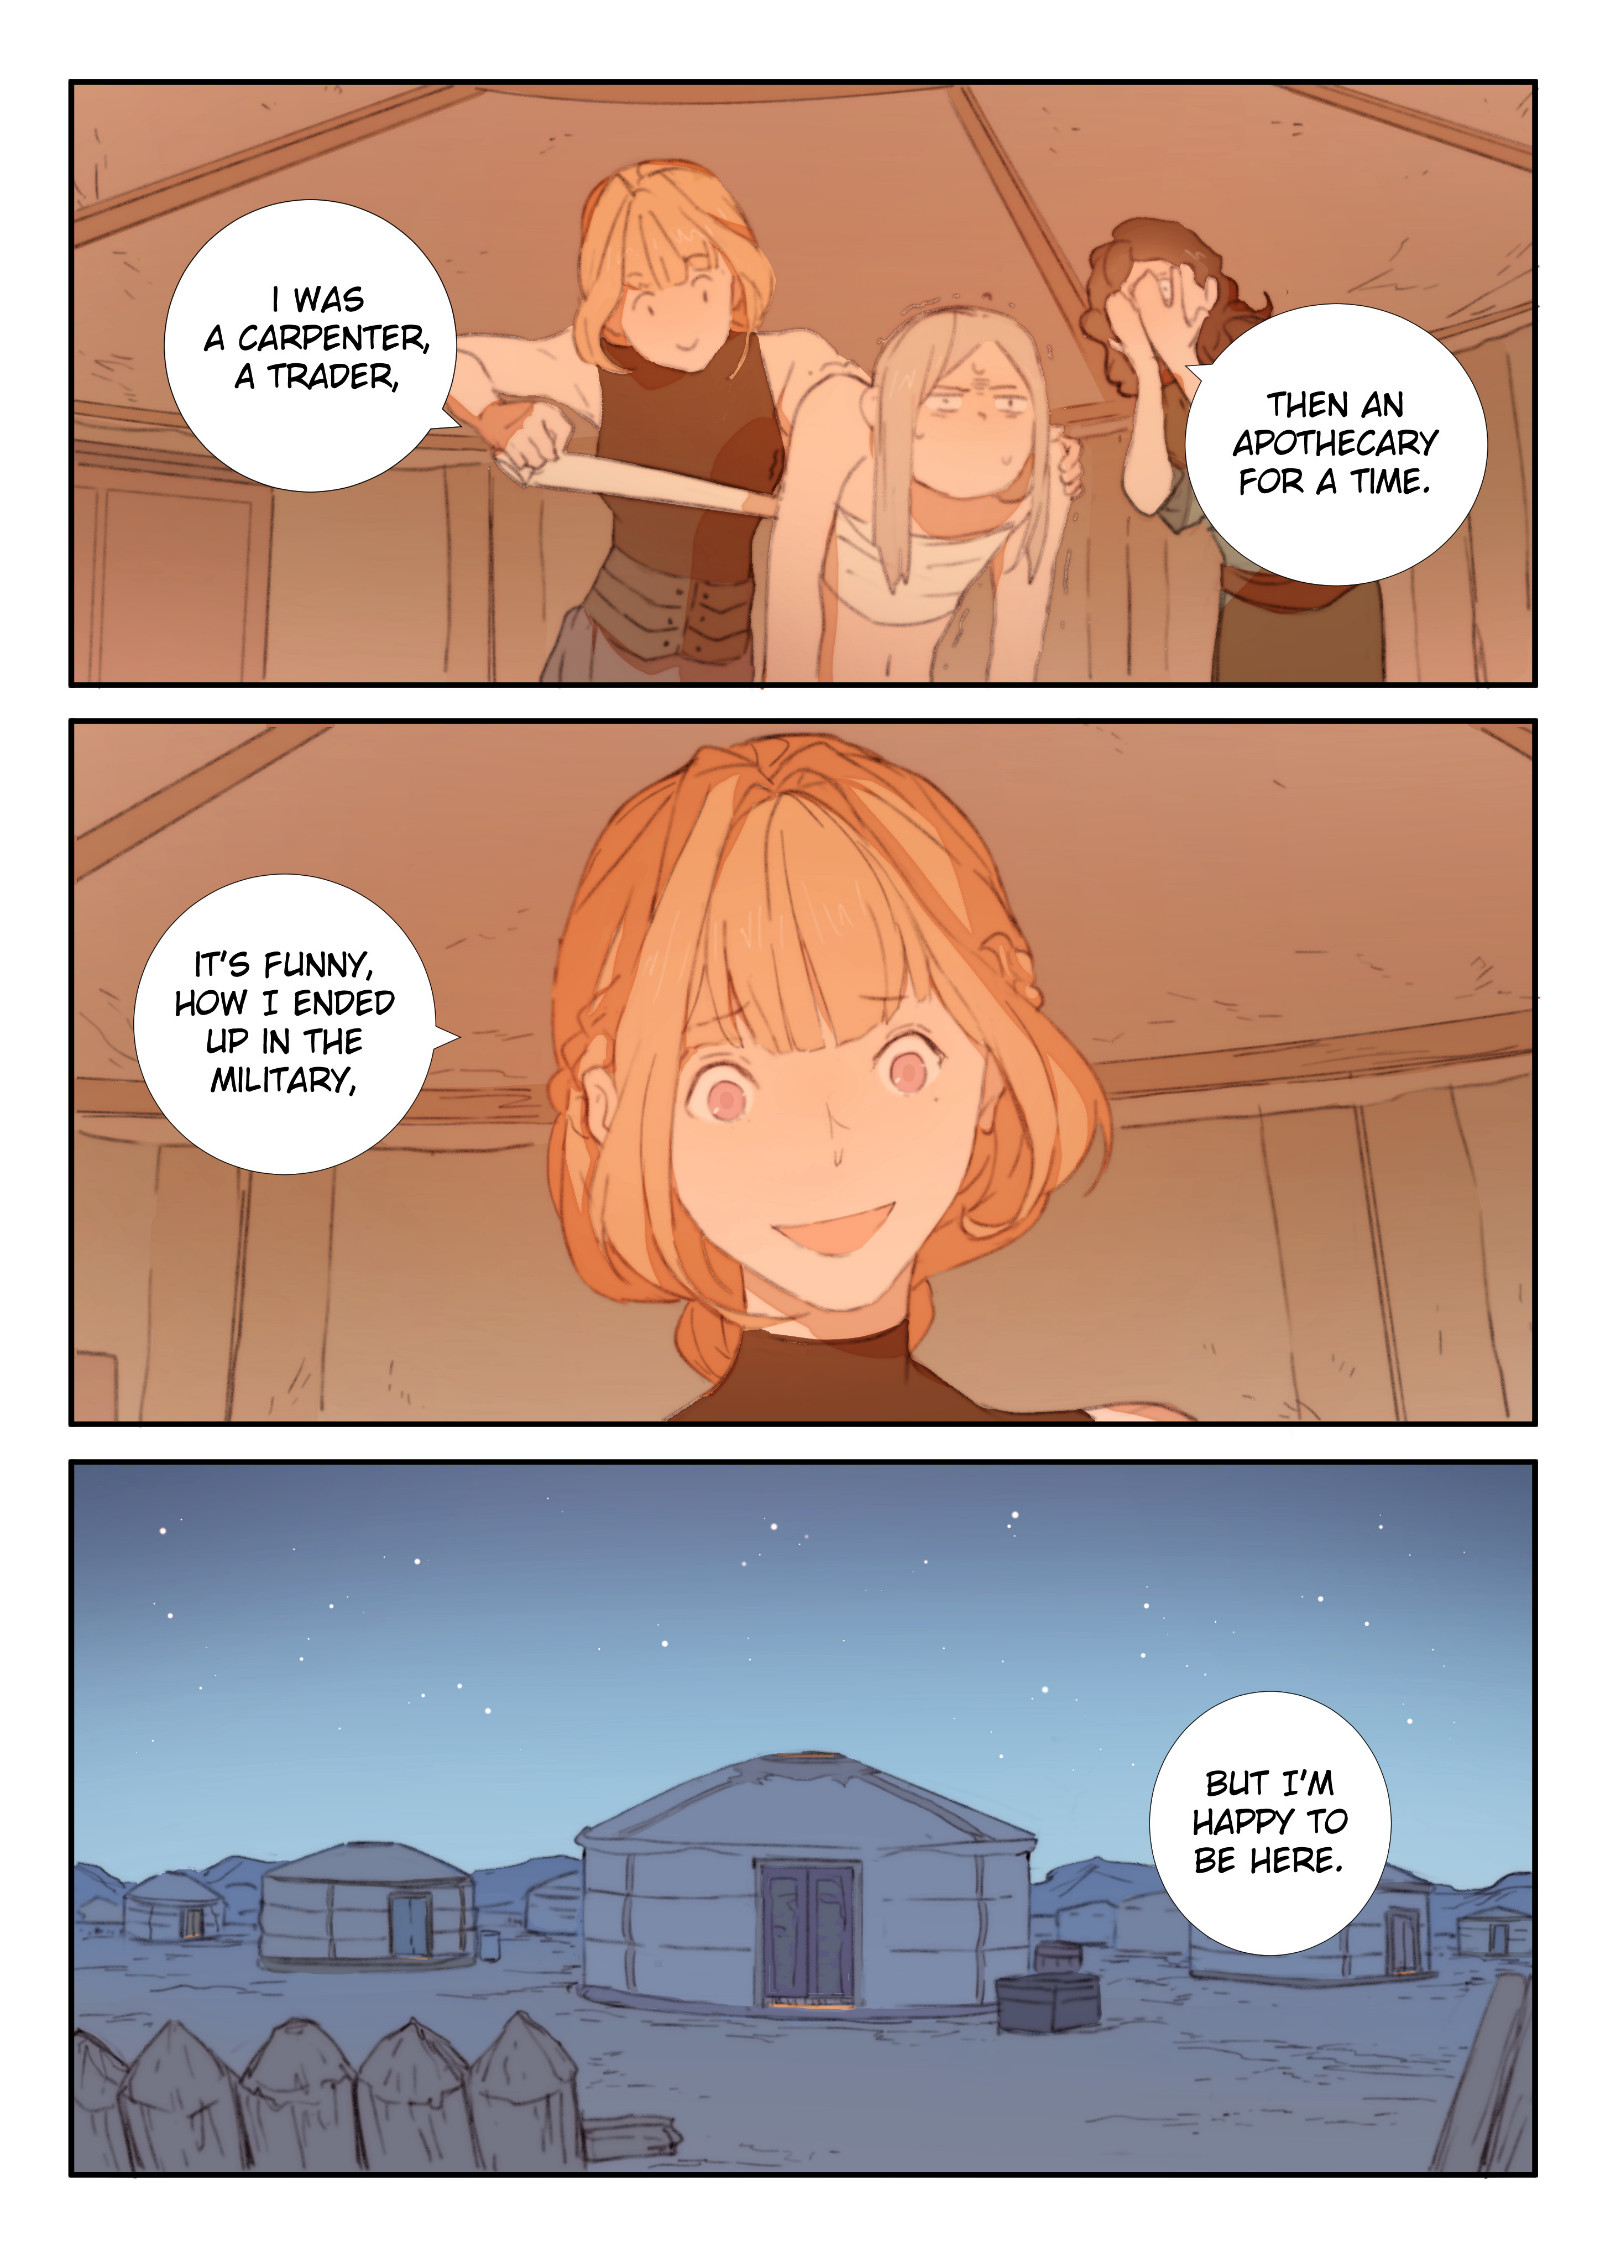 I WAS
A CARPENTER,
A TRADER,
THEN AN
APOTHECARY
FOR A TIME.
IT'S FUNNY,
HOW I ENDED
UP IN THE
MILITARY,
BUT I'M
HAPPY TO
BE HERE.